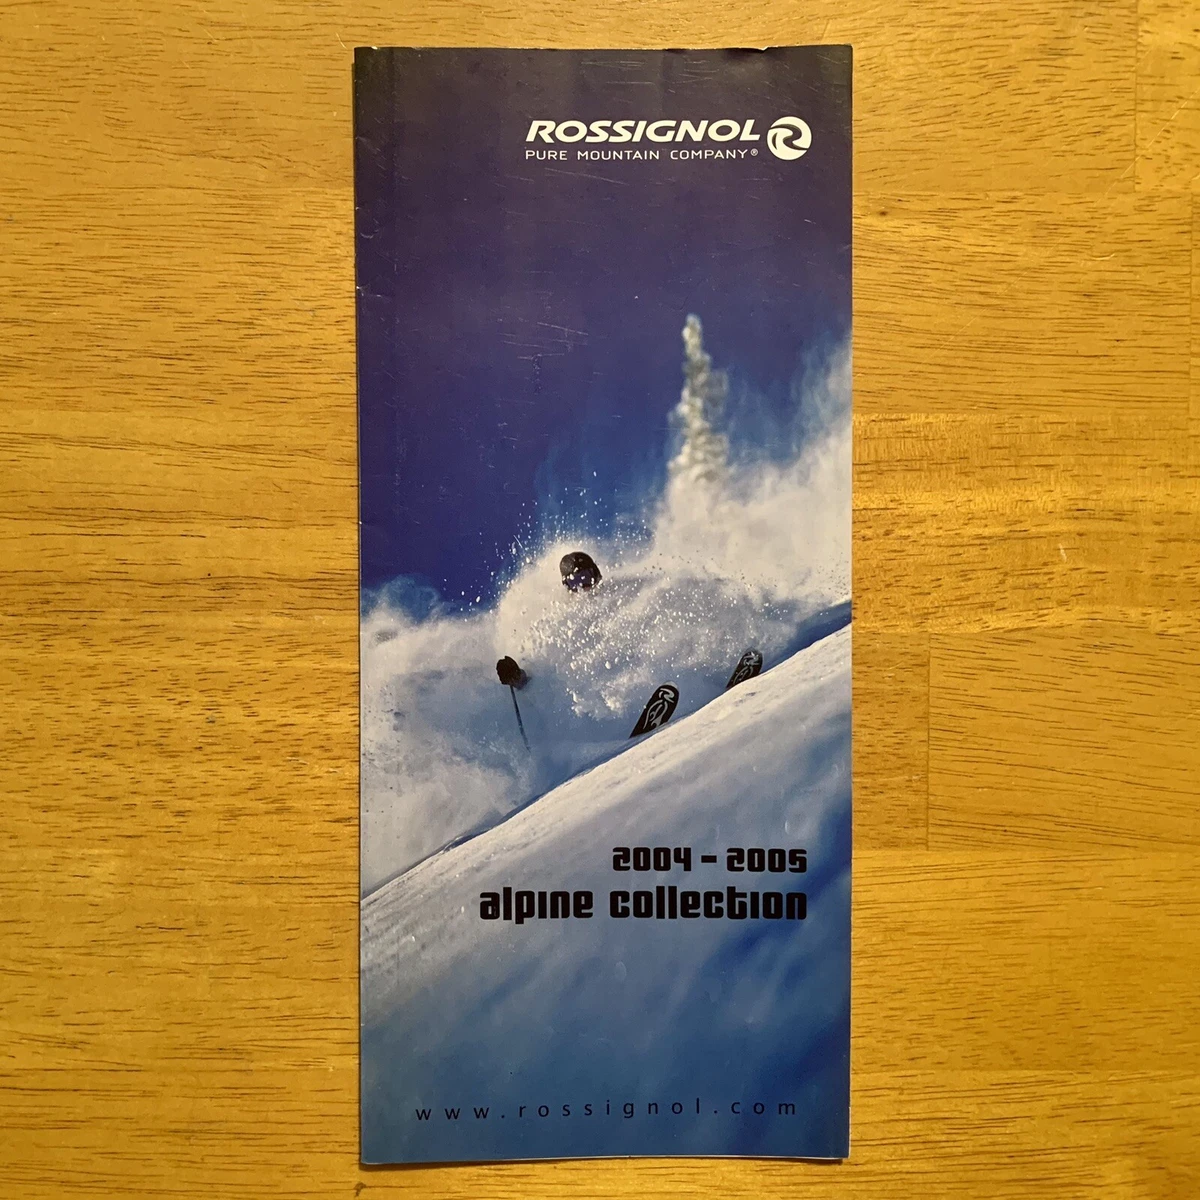 ROSSIGNOL
PURE MOUNTAIN COMPANY®
2004 - 2005
alpine collection
www.rossignol.com